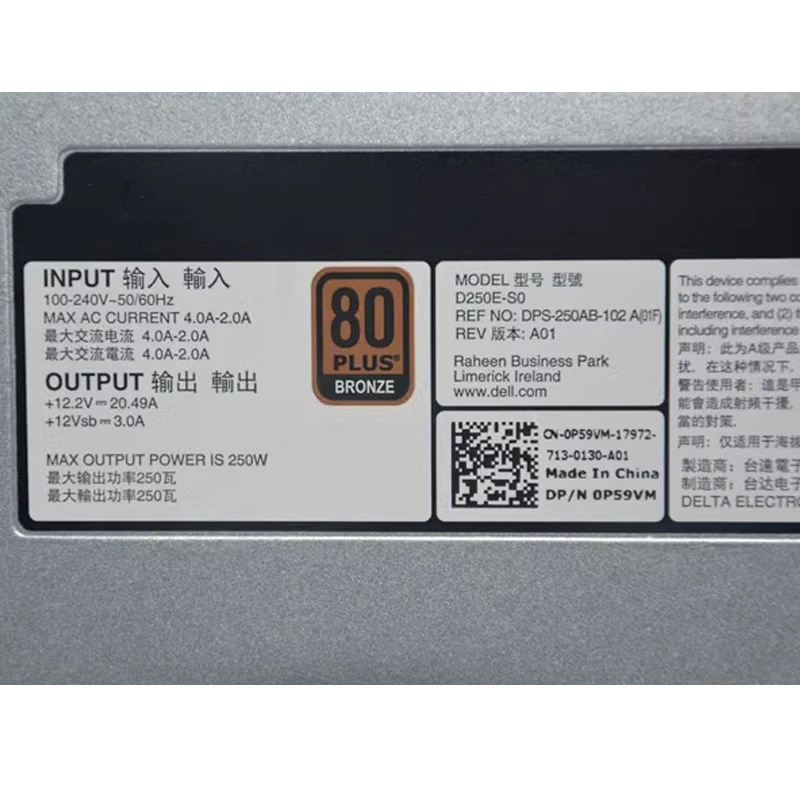 INPUT 输入 輸入
100-240V~50/60Hz
MAX AC CURRENT 4.0A-2.0A
最大交流电流 4.0A-2.0A
最大交流電流 4.0A-2.0A
OUTPUT 输出 輸出
+12.2V⎓20.49A
+12Vsb⎓3.0A
MAX OUTPUT POWER IS 250W
最大输出功率250瓦
最大輸出功率250瓦
80
PLUS®
BRONZE
MODEL 型号 型號
D250E-S0
REF NO: DPS-250AB-102 A(01F)
REV 版本: A01
Raheen Business Park
Limerick Ireland
www.dell.com
CN-0P59VM-17972-
713-0130-A01
Made In China
DP/N 0P59VM
This device complies
to the following two co
interference, and (2) t
including interference
声明: 此为A级产品
扰. 在这种情况下,
警告使用者: 這是甲
能會造成射頻干擾,
當的對策.
声明: 仅适用于海拔
製造商: 台達電子
制造商: 台达电子
DELTA ELECTRO